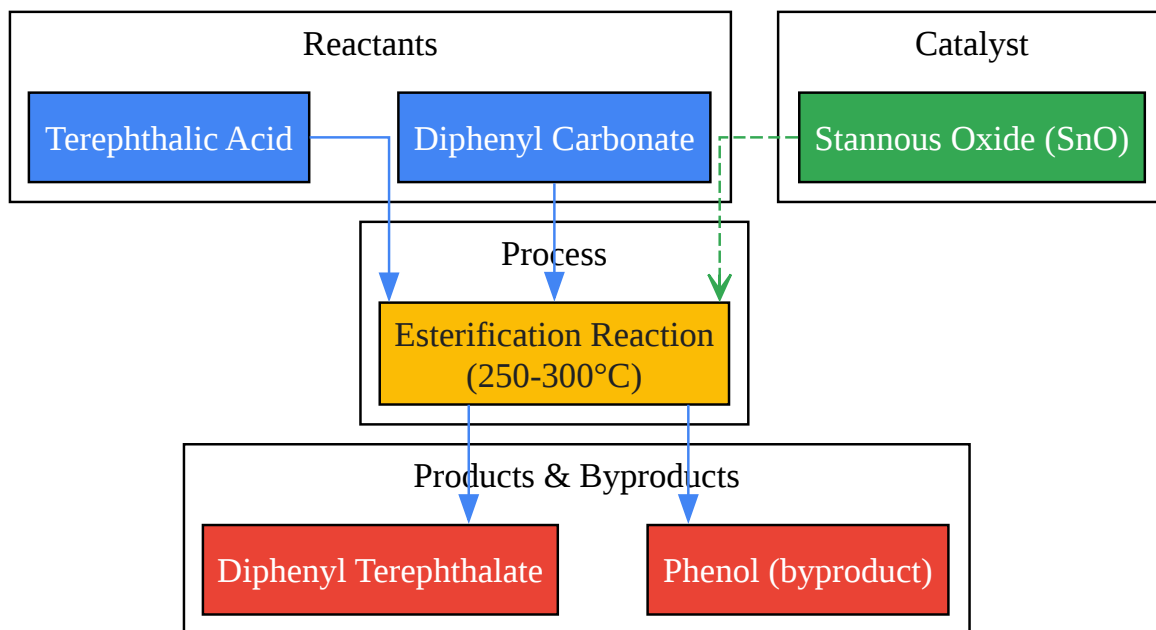 Reactants
Catalyst
Terephthalic Acid
Diphenyl Carbonate
Stannous Oxide (SnO)
Process
Esterification Reaction
(250-300°C)
Products & Byproducts
Diphenyl Terephthalate
Phenol (byproduct)